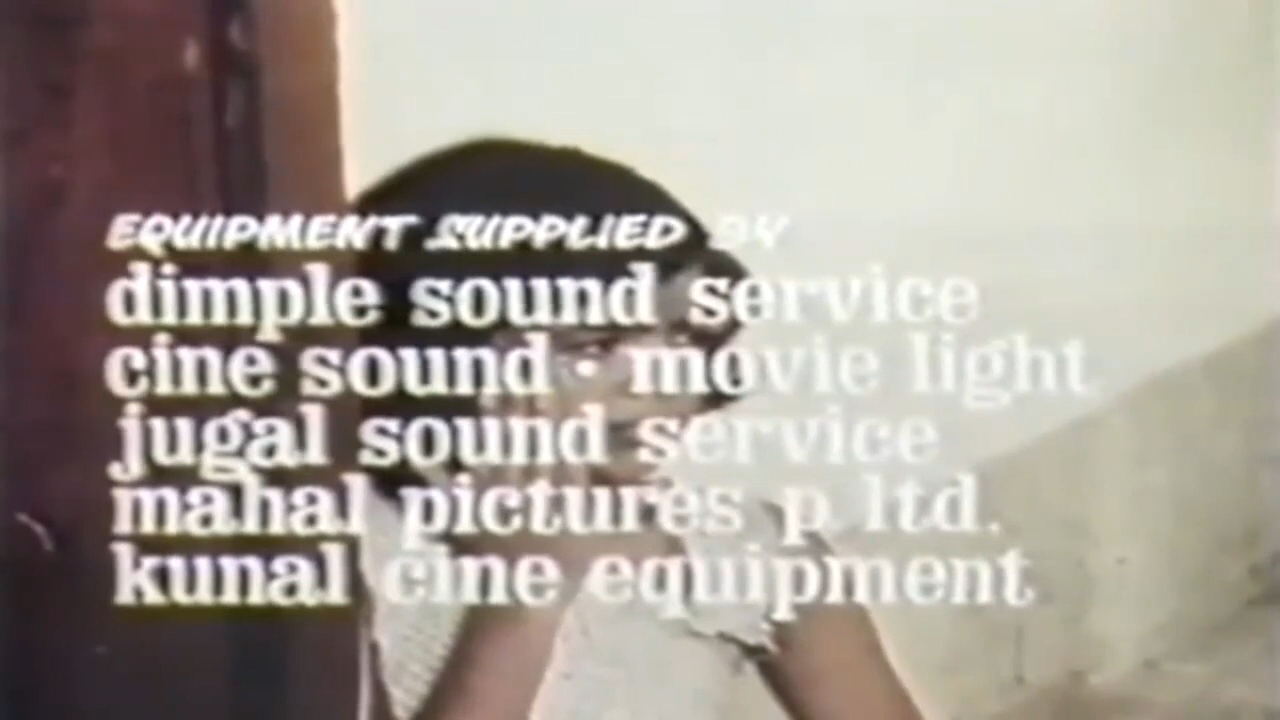 EQUIPMENT SUPPLIED BY
dimple sound service
cine sound · movie light
jugal sound service
mahal pictures p. ltd.
kunal cine equipment